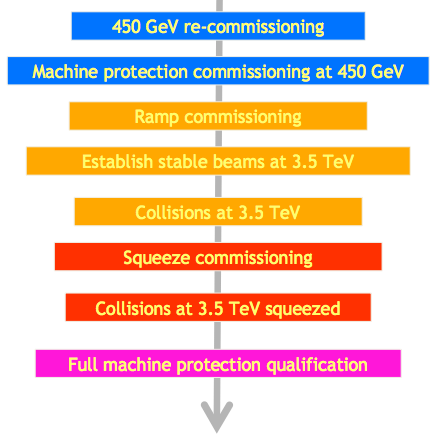 450 GeV re-commissioning
Machine protection commissioning at 450 GeV
Ramp commissioning
Establish stable beams at 3.5 TeV
Collisions at 3.5 TeV
Squeeze commissioning
Collisions at 3.5 TeV squeezed
Full machine protection qualification